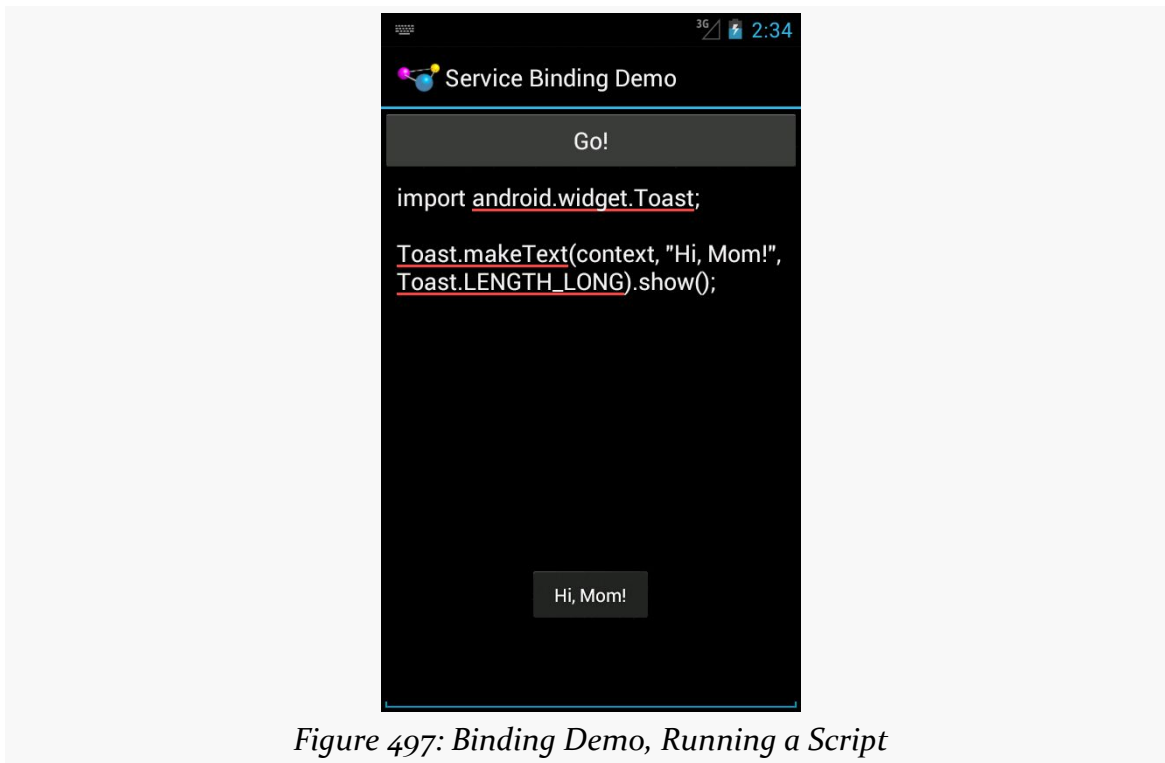 3G 2:34
Service Binding Demo
Go!
import android.widget.Toast;
Toast.makeText(context, "Hi, Mom!",
Toast.LENGTH_LONG).show();
Hi, Mom!
Figure 497: Binding Demo, Running a Script